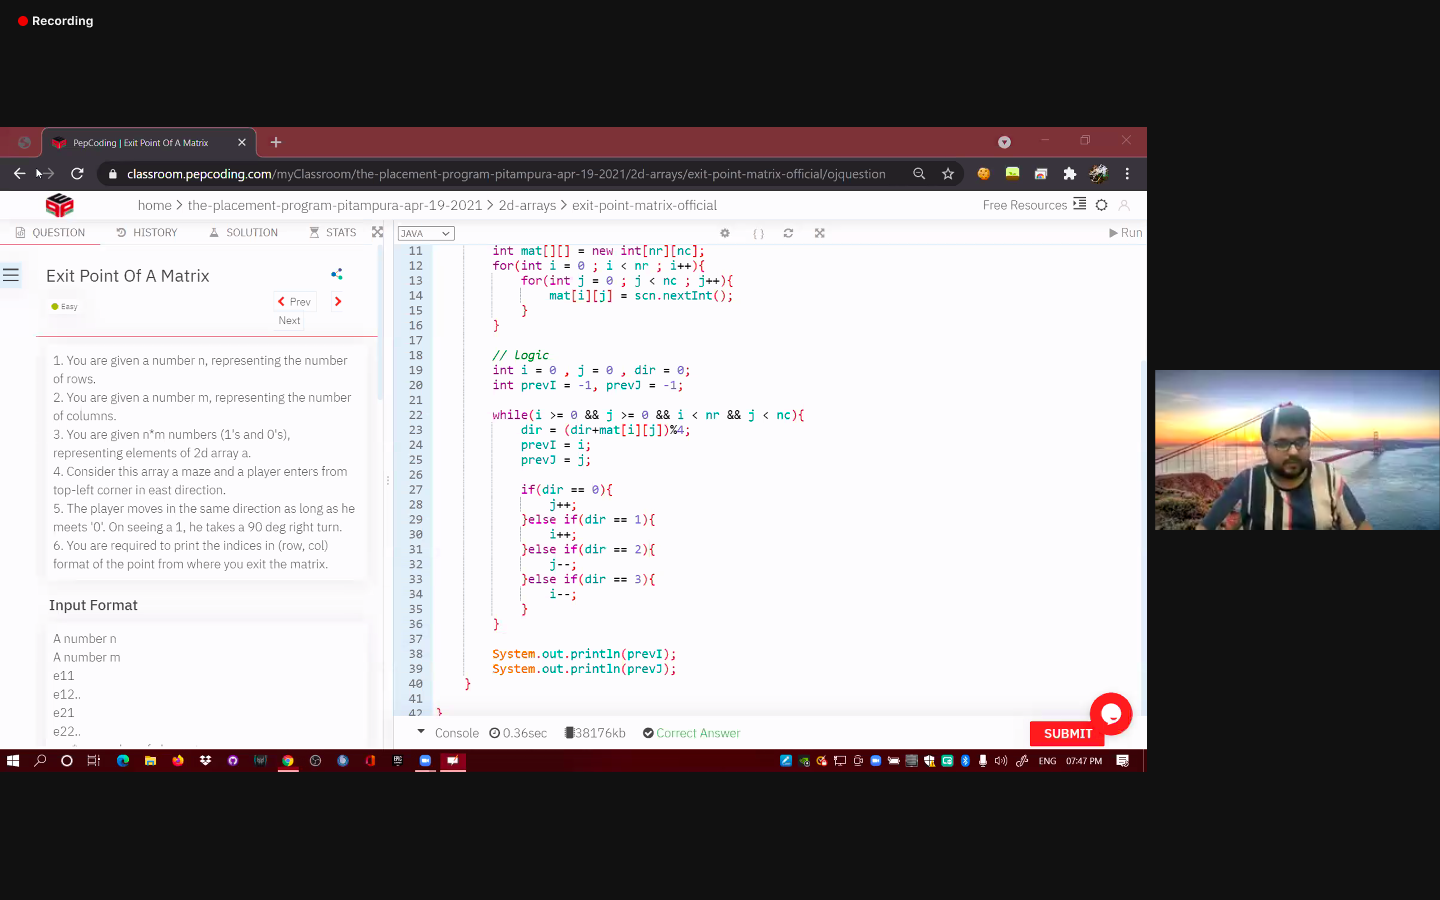 Recording
PepCoding | Exit Point Of A Matrix
classroom.pepcoding.com/myClassroom/the-placement-program-pitampura-apr-19-2021/2d-arrays/exit-point-matrix-official/ojquestion
home > the-placement-program-pitampura-apr-19-2021 > 2d-arrays > exit-point-matrix-official
Free Resources
QUESTION HISTORY SOLUTION STATS
JAVA
Run
Exit Point Of A Matrix
Easy
Prev
Next
1. You are given a number n, representing the number
of rows.
2. You are given a number m, representing the number
of columns.
3. You are given n*m numbers (1's and 0's),
representing elements of 2d array a.
4. Consider this array a maze and a player enters from
top-left corner in east direction.
5. The player moves in the same direction as long as he
meets '0'. On seeing a 1, he takes a 90 deg right turn.
6. You are required to print the indices in (row, col)
format of the point from where you exit the matrix.
Input Format
A number n
A number m
e11
e12..
e21
e22..
11 int mat[][] = new int[nr][nc];
12 for(int i = 0 ; i < nr ; i++){
13 for(int j = 0 ; j < nc ; j++){
14 mat[i][j] = scn.nextInt();
15 }
16 }
17
18 // logic
19 int i = 0 , j = 0 , dir = 0;
20 int prevI = -1, prevJ = -1;
21
22 while(i >= 0 && j >= 0 && i < nr && j < nc){
23 dir = (dir+mat[i][j])%4;
24 prevI = i;
25 prevJ = j;
26
27 if(dir == 0){
28 j++;
29 }else if(dir == 1){
30 i++;
31 }else if(dir == 2){
32 j--;
33 }else if(dir == 3){
34 i--;
35 }
36 }
37
38 System.out.println(prevI);
39 System.out.println(prevJ);
40 }
41
42 }
Console 0.36sec 38176kb Correct Answer
SUBMIT
ENG 07:47 PM